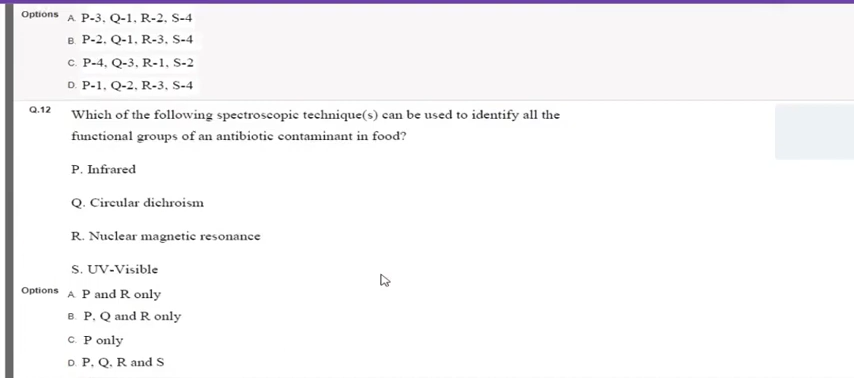 Options A. P-3, Q-1, R-2, S-4
B. P-2, Q-1, R-3, S-4
C. P-4, Q-3, R-1, S-2
D. P-1, Q-2, R-3, S-4
Q.12 Which of the following spectroscopic technique(s) can be used to identify all the
functional groups of an antibiotic contaminant in food?
P. Infrared
Q. Circular dichroism
R. Nuclear magnetic resonance
S. UV-Visible
Options A. P and R only
B. P, Q and R only
C. P only
D. P, Q, R and S